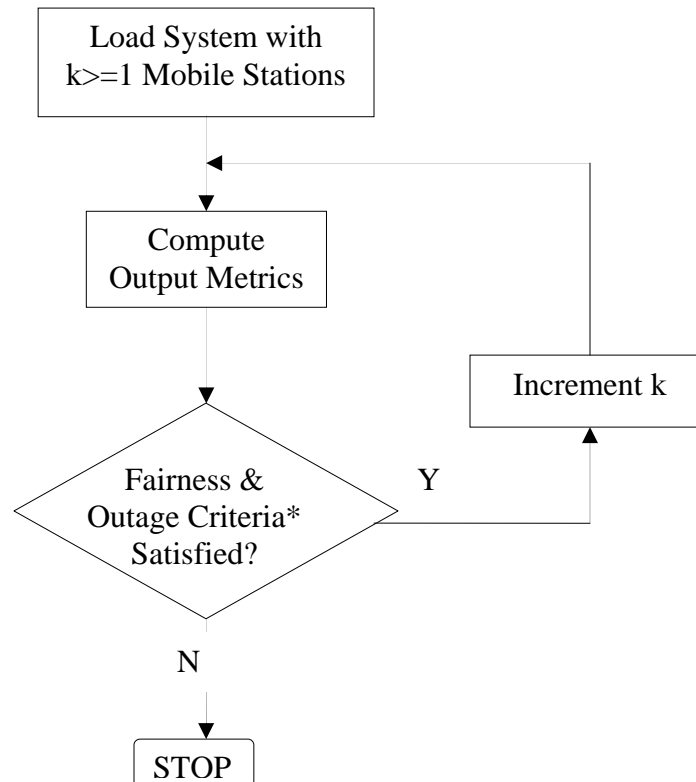 Load System with
k>=1 Mobile Stations
Compute
Output Metrics
Increment k
Fairness &
Outage Criteria*
Satisfied?
Y
N
STOP